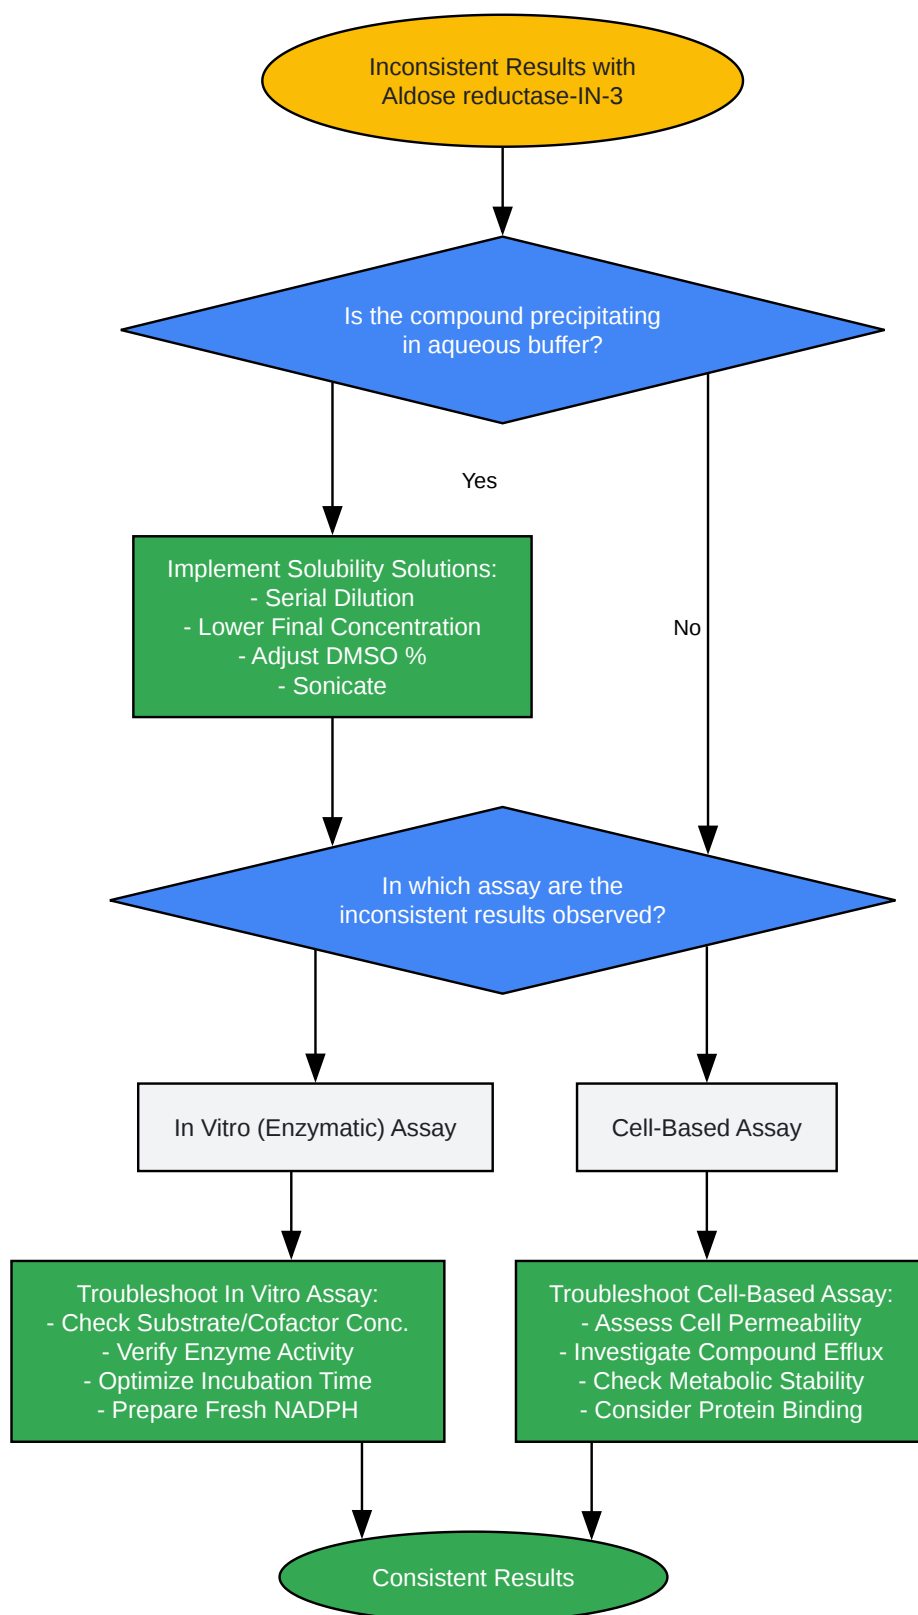 Inconsistent Results with
Aldose reductase-IN-3
Is the compound precipitating
in aqueous buffer?
Yes
Implement Solubility Solutions:
- Serial Dilution
- Lower Final Concentration
- Adjust DMSO %
- Sonicate
No
In which assay are the
inconsistent results observed?
In Vitro (Enzymatic) Assay
Cell-Based Assay
Troubleshoot In Vitro Assay:
- Check Substrate/Cofactor Conc.
- Verify Enzyme Activity
- Optimize Incubation Time
- Prepare Fresh NADPH
Troubleshoot Cell-Based Assay:
- Assess Cell Permeability
- Investigate Compound Efflux
- Check Metabolic Stability
- Consider Protein Binding
Consistent Results